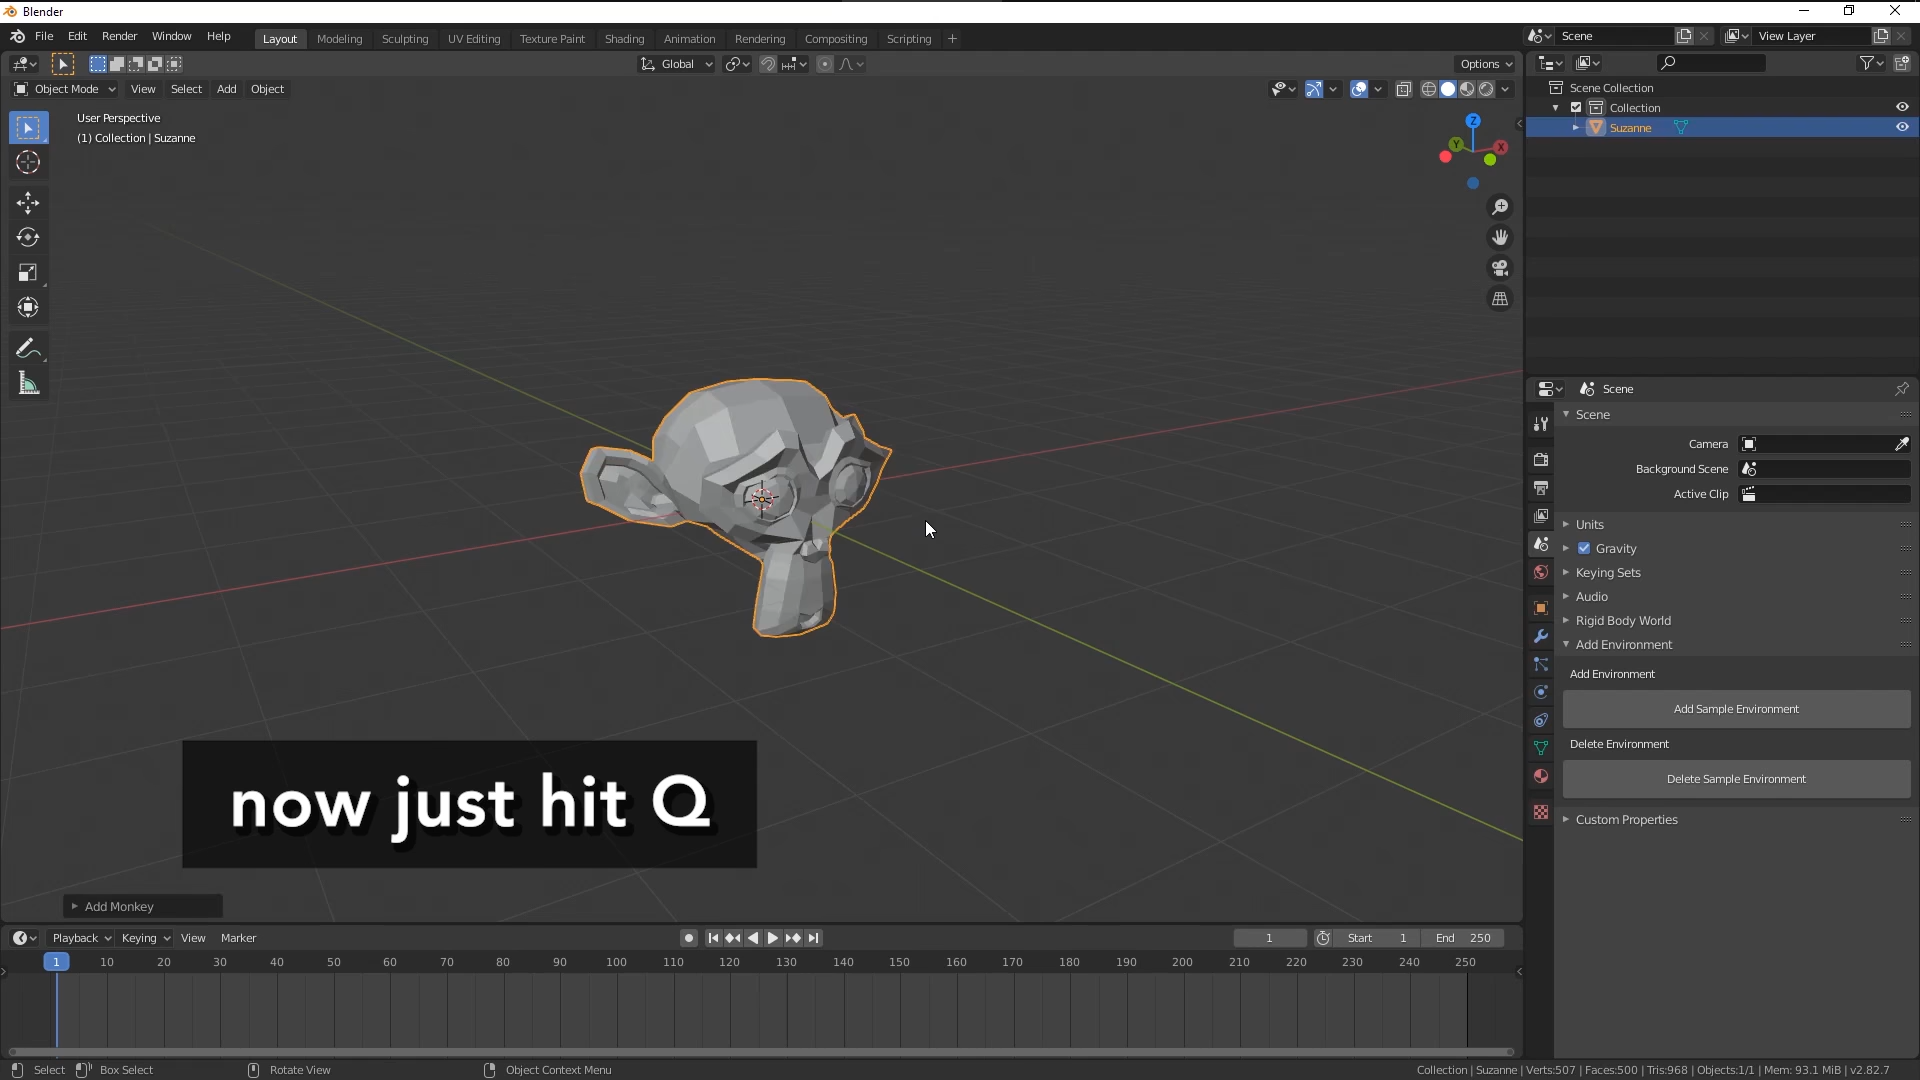 Blender
File Edit Render Window Help
Layout Modeling Sculpting UV Editing Texture Paint Shading Animation Rendering Compositing Scripting +
Scene
View Layer
Global
Options
Object Mode View Select Add Object
User Perspective
(1) Collection | Suzanne
Z
Y
X
Scene Collection
Collection
Suzanne
Scene
Scene
Camera
Background Scene
Active Clip
Units
Gravity
Keying Sets
Audio
Rigid Body World
Add Environment
Add Environment
Add Sample Environment
Delete Environment
Delete Sample Environment
Custom Properties
now just hit Q
Add Monkey
Playback Keying View Marker
1
Start 1
End 250
1 10 20 30 40 50 60 70 80 90 100 110 120 130 140 150 160 170 180 190 200 210 220 230 240 250
Select Box Select Rotate View Object Context Menu
Collection | Suzanne | Verts:507 | Faces:500 | Tris:968 | Objects:1/1 | Mem: 93.1 MiB | v2.82.7